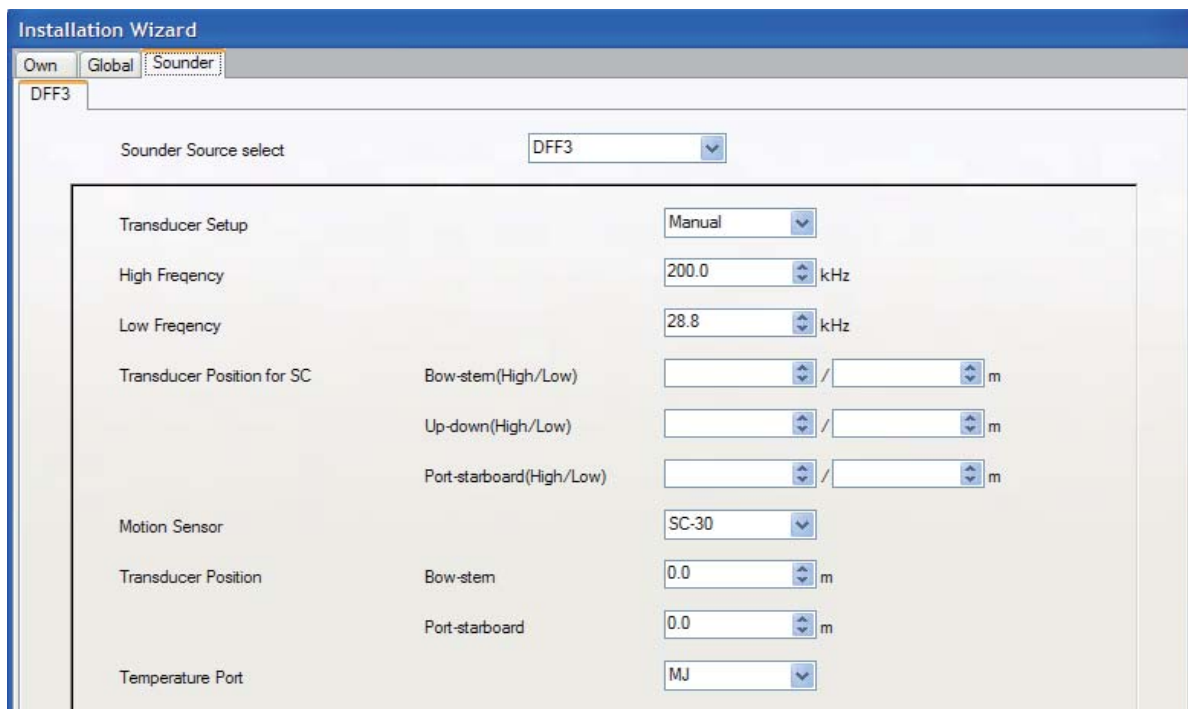 Installation Wizard
Own Global Sounder
DFF3
Sounder Source select DFF3
Transducer Setup Manual
High Freqency 200.0 kHz
Low Freqency 28.8 kHz
Transducer Position for SC Bow-stern(High/Low) / m
Up-down(High/Low) / m
Port-starboard(High/Low) / m
Motion Sensor SC-30
Transducer Position Bow-stern 0.0 m
Port-starboard 0.0 m
Temperature Port MJ